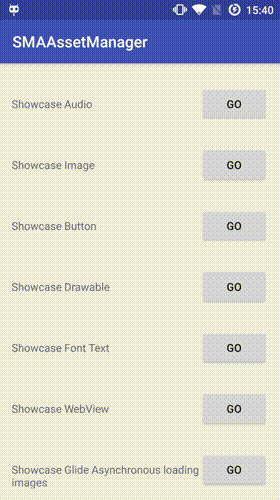 15:40
SMAAssetManager
Showcase Audio GO
Showcase Image GO
Showcase Button GO
Showcase Drawable GO
Showcase Font Text GO
Showcase WebView GO
Showcase Glide Asynchronous loading GO
images